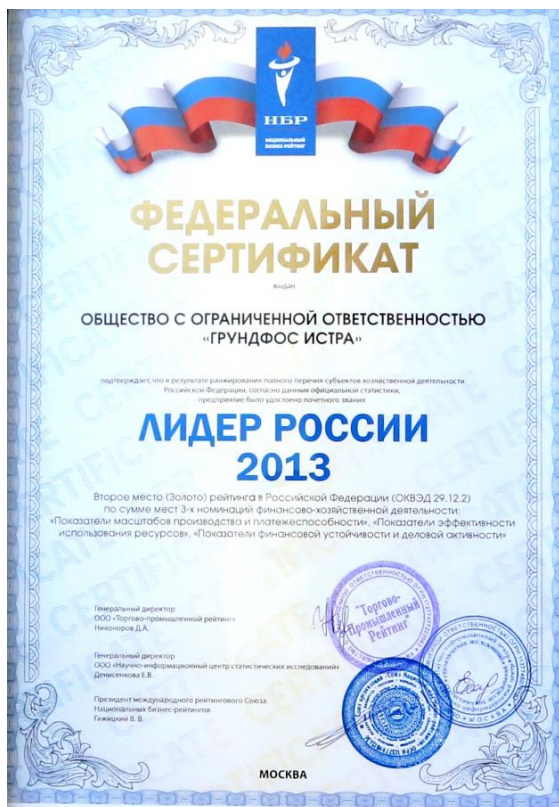 НБР
НАЦИОНАЛЬНЫЙ
БИЗНЕС-РЕЙТИНГ
ФЕДЕРАЛЬНЫЙ
СЕРТИФИКАТ
выдан
ОБЩЕСТВО С ОГРАНИЧЕННОЙ ОТВЕТСТВЕННОСТЬЮ
«ГРУНДФОС ИСТРА»
подтверждает, что в результате ранжирования полного перечня субъектов хозяйственной деятельности
Российской Федерации, согласно данным официальной статистики,
предприятие было удостоено почетного звания
ЛИДЕР РОССИИ
2013
Второе место (Золото) рейтинга в Российской Федерации (ОКВЭД 29.12.2)
по сумме мест 3-х номинаций финансово-хозяйственной деятельности:
«Показатели масштабов производства и платежеспособности», «Показатели эффективности
использования ресурсов», «Показатели финансовой устойчивости и деловой активности»
Генеральный директор
ООО «Торгово-промышленный рейтинг»
Никаноров Д.А.
"Торгово-
Промышленный
Рейтинг"
Генеральный директор
ООО «Научно-информационный центр статистических исследований»
Денисенкова Е.В.
Президент международного рейтингового Союза
Национальных бизнес-рейтингов
Гижицкий В. В.
МОСКВА